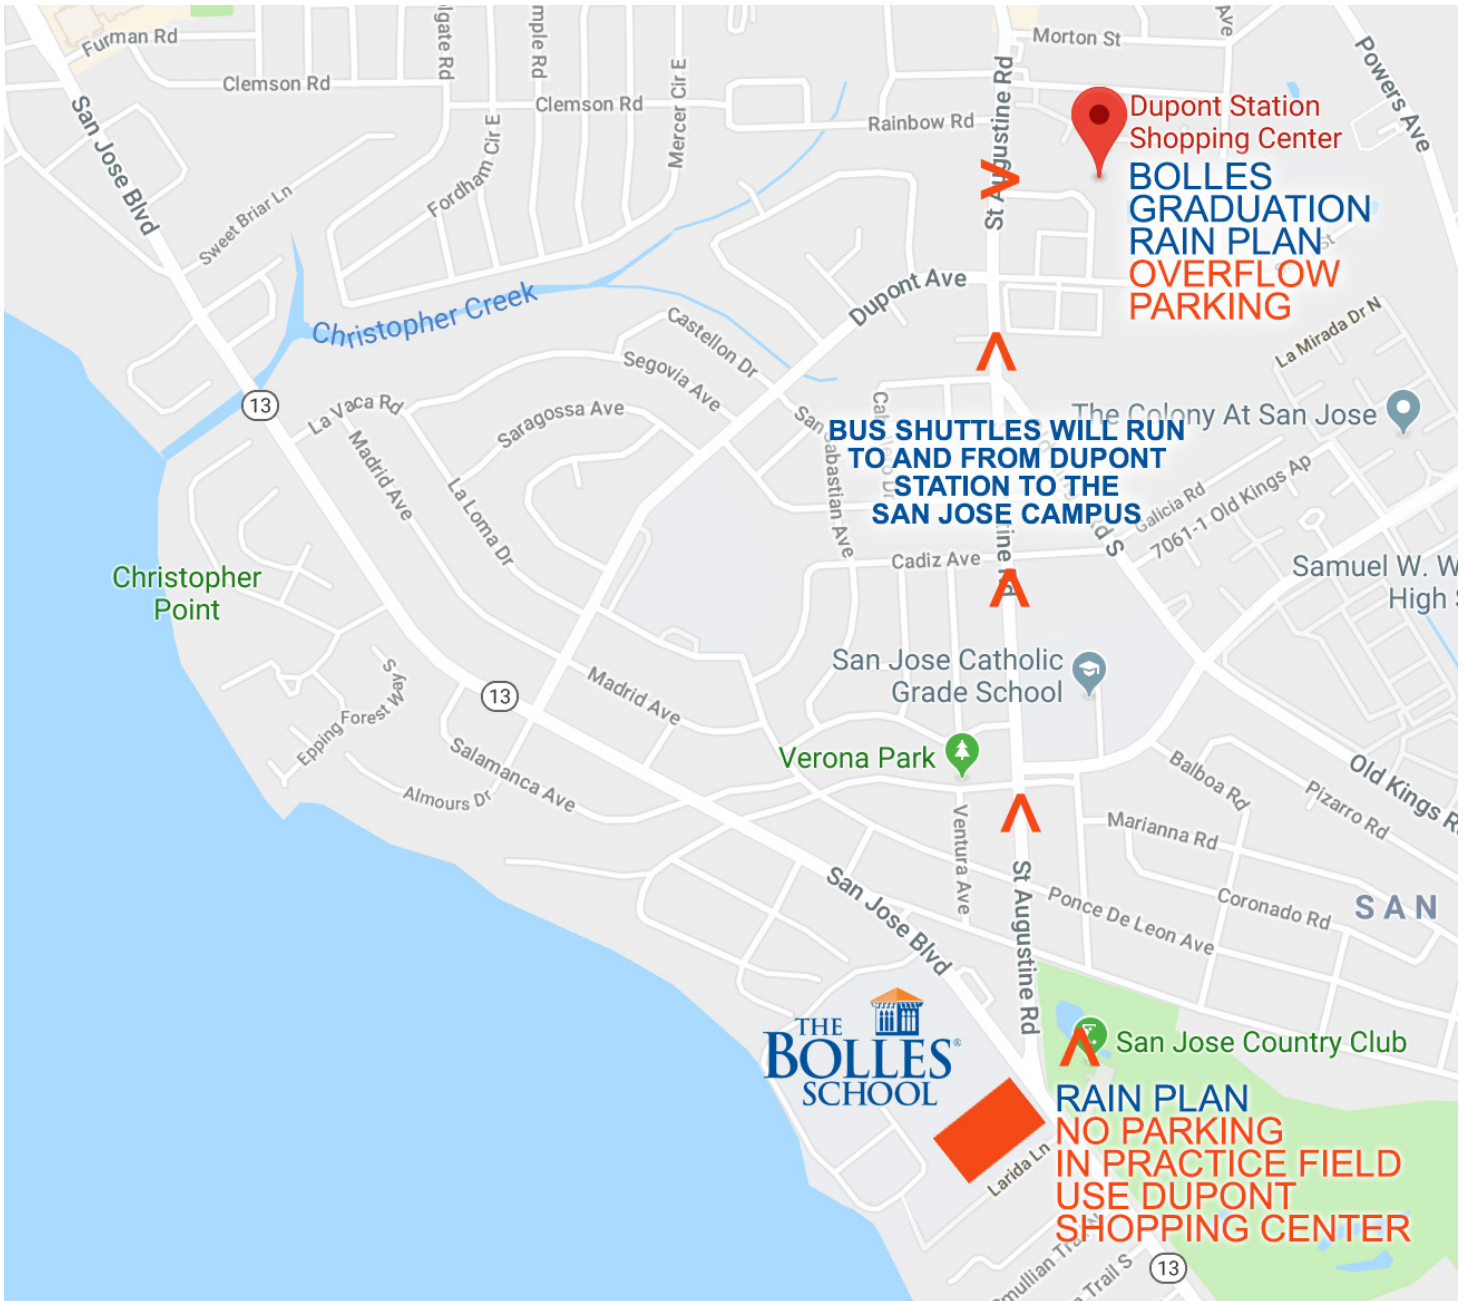 Furman Rd
lgate Rd
mple Rd
Morton St
Ave
Powers Ave
Clemson Rd
Clemson Rd
Mercer Cir E
Fordham Cir E
Rainbow Rd
St Augustine Rd
San Jose Blvd
Sweet Briar Ln
Dupont Station
Shopping Center
BOLLES
GRADUATION
RAIN PLAN
OVERFLOW
PARKING
St
>
Christopher Creek
Dupont Ave
Castellon Dr
Segovia Ave
La Mirada Dr N
13
La Vaca Rd
Saragossa Ave
Madrid Ave
La Loma Dr
The Colony At San Jose
BUS SHUTTLES WILL RUN
TO AND FROM DUPONT
STATION TO THE
SAN JOSE CAMPUS
Galicia Rd
7061-1 Old Kings Ap
Cadiz Ave
Christopher
Point
Samuel W. W
High S
San Jose Catholic
Grade School
13
Madrid Ave
Epping Forest Way S
Salamanca Ave
Almours Dr
Verona Park
Balboa Rd
Old Kings R
Pizarro Rd
Marianna Rd
Ventura Ave
San Jose Blvd
St Augustine Rd
Ponce De Leon Ave
Coronado Rd
SAN
THE
BOLLES®
SCHOOL
San Jose Country Club
RAIN PLAN
NO PARKING
IN PRACTICE FIELD
USE DUPONT
SHOPPING CENTER
Larida Ln
Trail S
13